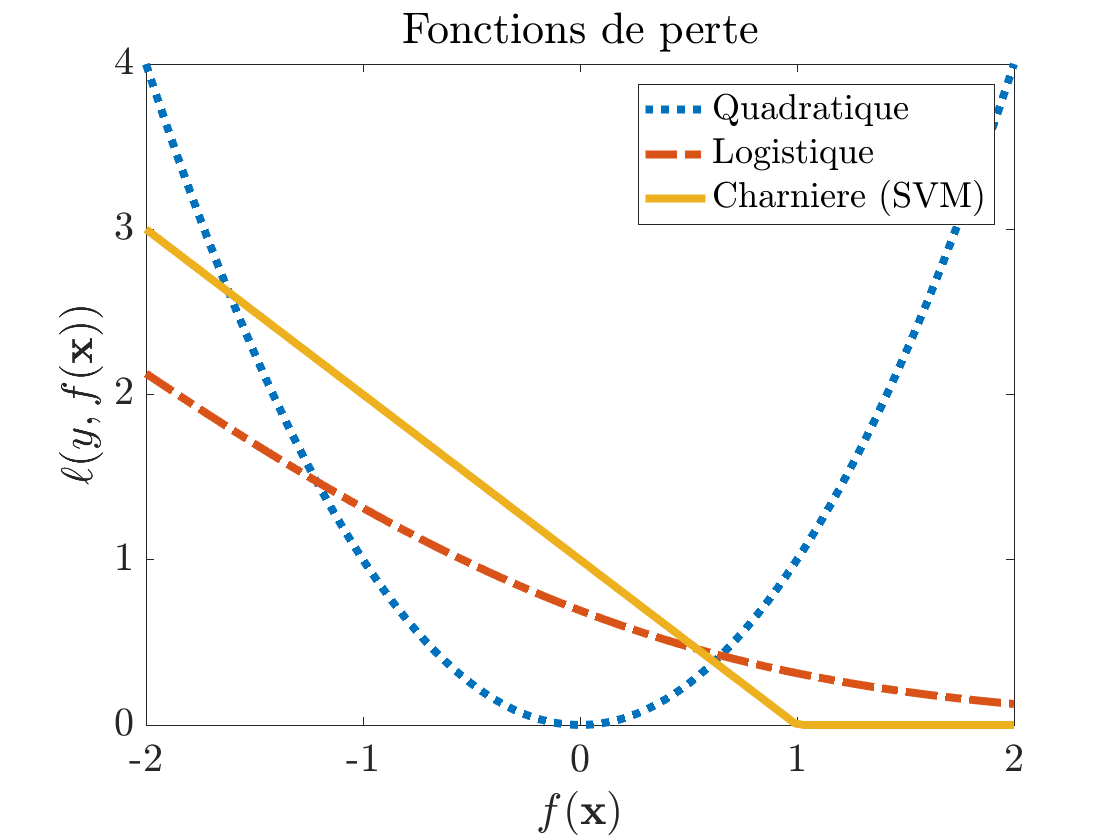 Fonctions de perte
4
3
2
1
0
ℓ(y, f(x))
Quadratique
Logistique
Charniere (SVM)
-2 -1 0 1 2
f(x)